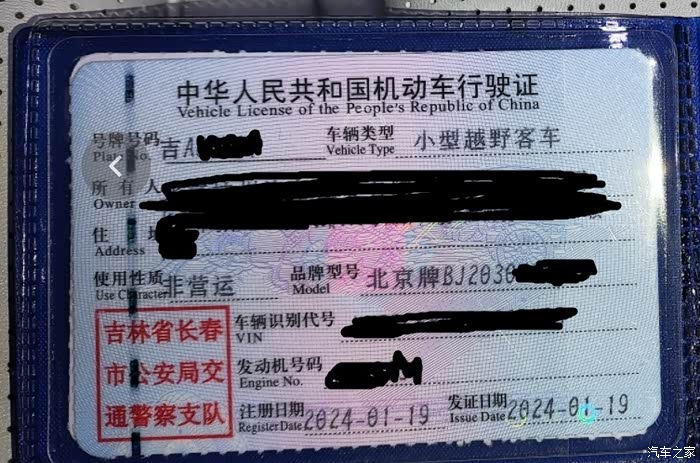 中华人民共和国机动车行驶证
Vehicle License of the People's Republic of China
号牌号码 吉A 车辆类型 小型越野客车
Plate No. Vehicle Type
所有人
Owner
住 址
Address
使用性质 非营运 品牌型号 北京牌BJ2030
Use Character Model
吉林省长春 车辆识别代号
VIN
市公安局交 发动机号码
Engine No.
通警察支队 注册日期 2024-01-19 发证日期 2024-01-19
Register Date Issue Date
汽车之家